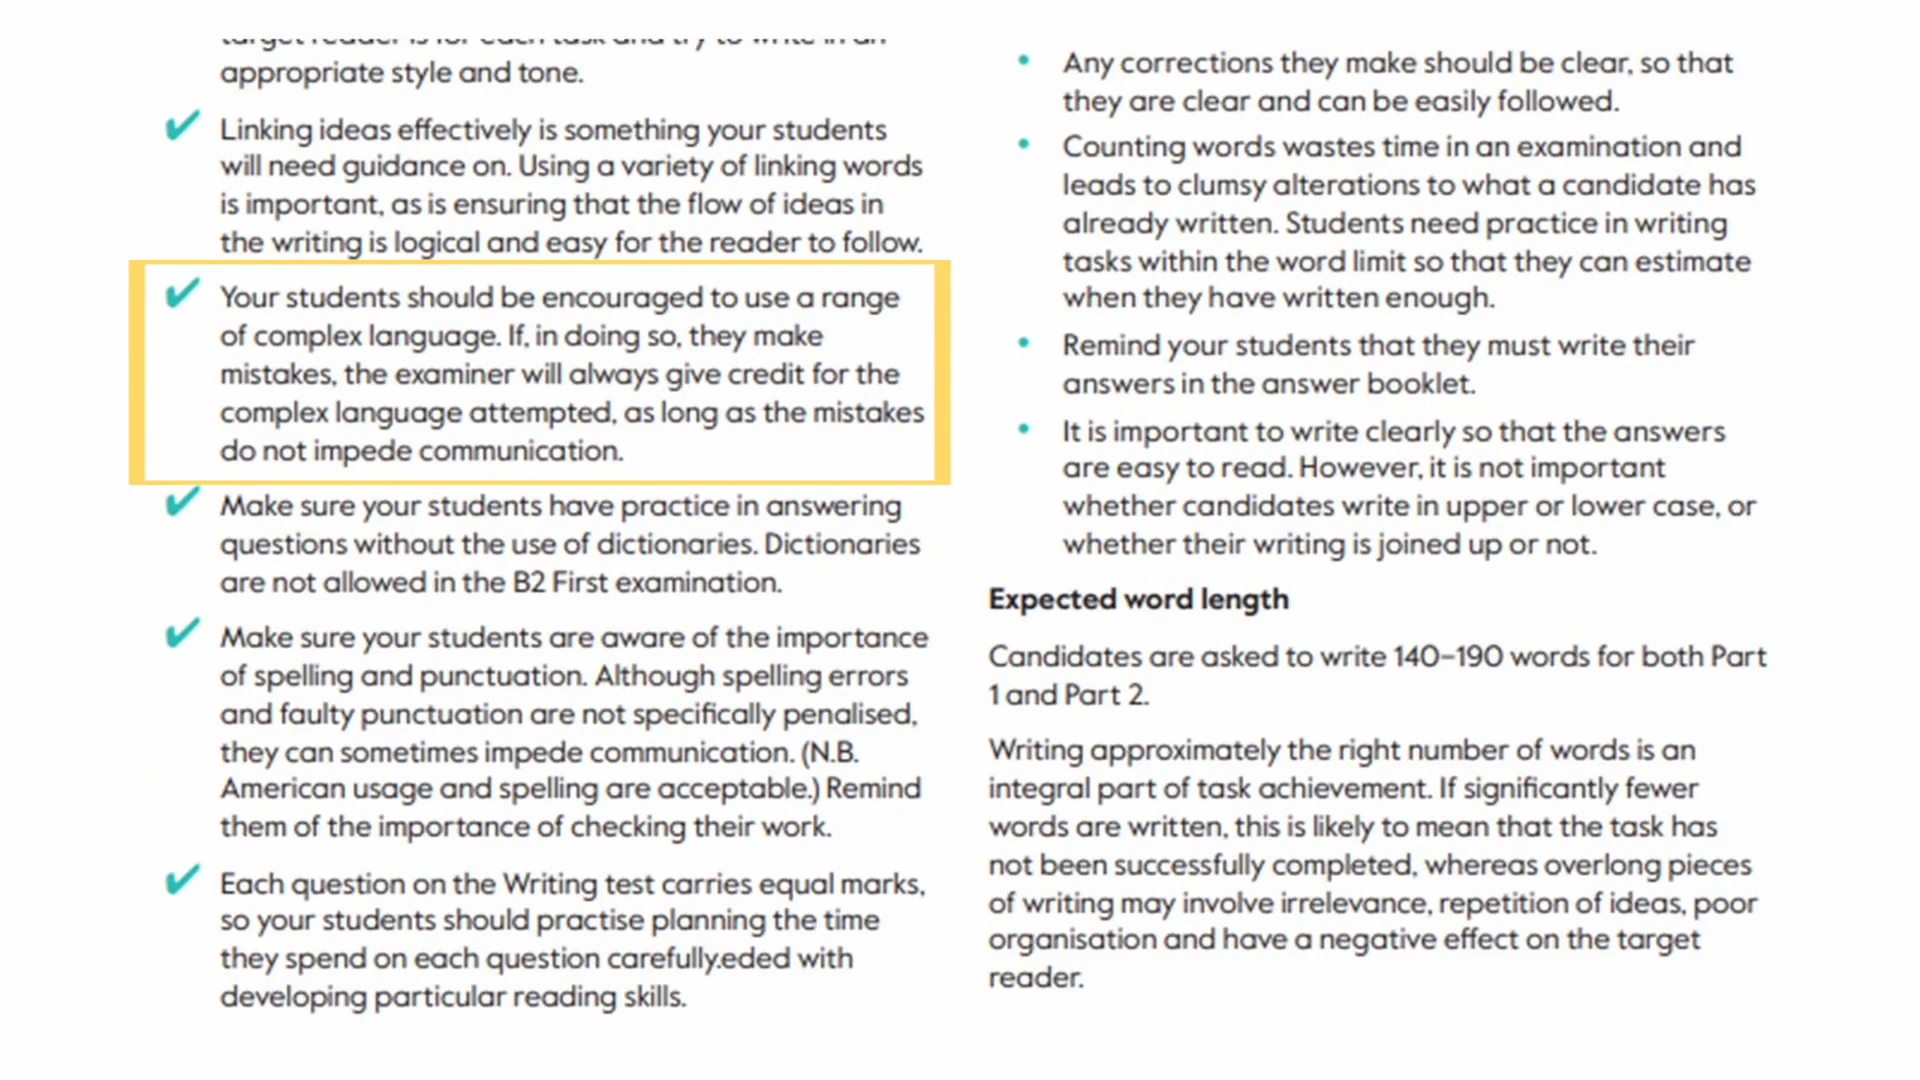 appropriate style and tone.
Linking ideas effectively is something your students
will need guidance on. Using a variety of linking words
is important, as is ensuring that the flow of ideas in
the writing is logical and easy for the reader to follow.
Your students should be encouraged to use a range
of complex language. If, in doing so, they make
mistakes, the examiner will always give credit for the
complex language attempted, as long as the mistakes
do not impede communication.
Make sure your students have practice in answering
questions without the use of dictionaries. Dictionaries
are not allowed in the B2 First examination.
Make sure your students are aware of the importance
of spelling and punctuation. Although spelling errors
and faulty punctuation are not specifically penalised,
they can sometimes impede communication. (N.B.
American usage and spelling are acceptable.) Remind
them of the importance of checking their work.
Each question on the Writing test carries equal marks,
so your students should practise planning the time
they spend on each question carefully.eded with
developing particular reading skills.
Any corrections they make should be clear, so that
they are clear and can be easily followed.
Counting words wastes time in an examination and
leads to clumsy alterations to what a candidate has
already written. Students need practice in writing
tasks within the word limit so that they can estimate
when they have written enough.
Remind your students that they must write their
answers in the answer booklet.
It is important to write clearly so that the answers
are easy to read. However, it is not important
whether candidates write in upper or lower case, or
whether their writing is joined up or not.
Expected word length
Candidates are asked to write 140–190 words for both Part
1 and Part 2.
Writing approximately the right number of words is an
integral part of task achievement. If significantly fewer
words are written, this is likely to mean that the task has
not been successfully completed, whereas overlong pieces
of writing may involve irrelevance, repetition of ideas, poor
organisation and have a negative effect on the target
reader.